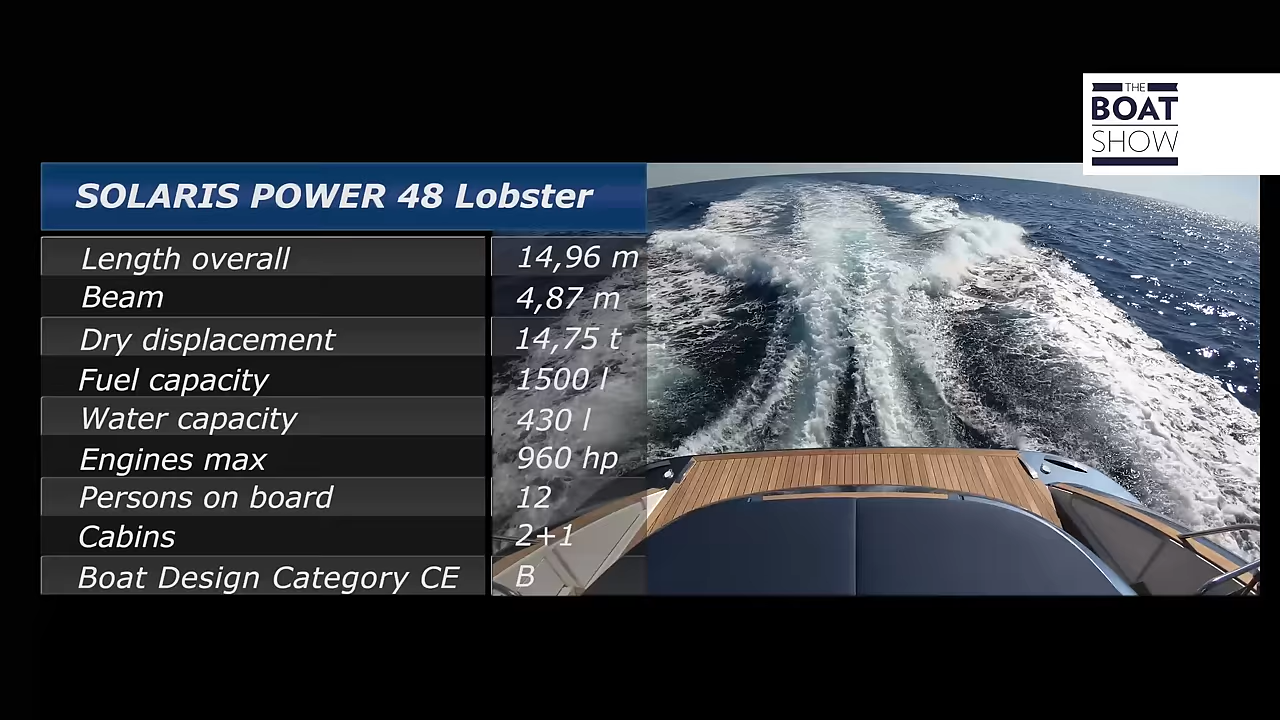 THE
BOAT
SHOW
SOLARIS POWER 48 Lobster
Length overall 14,96 m
Beam 4,87 m
Dry displacement 14,75 t
Fuel capacity 1500 l
Water capacity 430 l
Engines max 960 hp
Persons on board 12
Cabins 2+1
Boat Design Category CE B